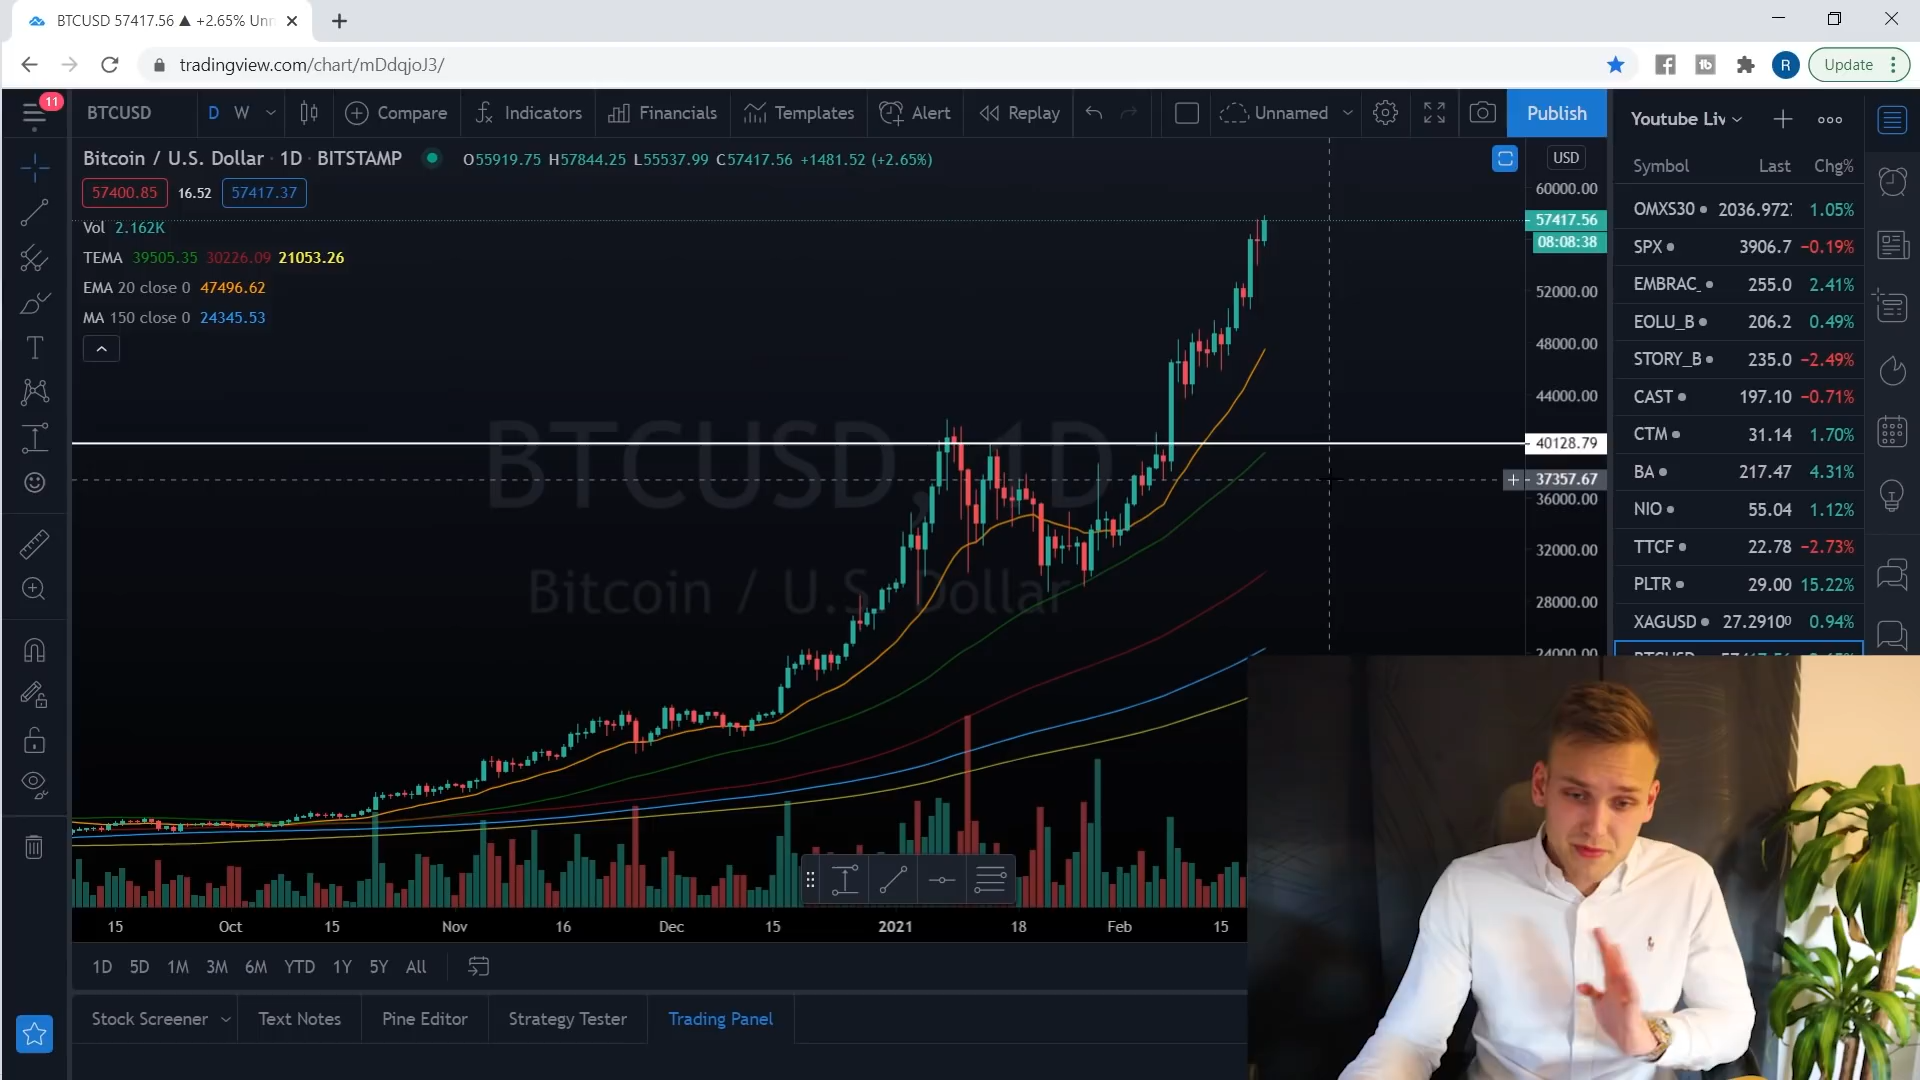 BTCUSD 57417.56 ▲ +2.65% Unn
tradingview.com/chart/mDdqjoJ3/
R
Update
11
BTCUSD
D W
Compare
Indicators
Financials
Templates
Alert
Replay
Unnamed
Publish
Youtube Liv
Bitcoin / U.S. Dollar · 1D · BITSTAMP
O55919.75 H57844.25 L55537.99 C57417.56 +1481.52 (+2.65%)
57400.85 16.52 57417.37
Vol 2.162K
TEMA 39505.35 30226.09 21053.26
EMA 20 close 0 47496.62
MA 150 close 0 24345.53
BTCUSD, 1D
Bitcoin / U.S. Dollar
USD
60000.00
57417.56
08:08:38
52000.00
48000.00
44000.00
40128.79
37357.67
36000.00
32000.00
28000.00
24000.00
Symbol Last Chg%
OMXS30 2036.972 1.05%
SPX 3906.7 −0.19%
EMBRAC_ 255.0 2.41%
EOLU_B 206.2 0.49%
STORY_B 235.0 −2.49%
CAST 197.10 −0.71%
CTM 31.14 1.70%
BA 217.47 4.31%
NIO 55.04 1.12%
TTCF 22.78 −2.73%
PLTR 29.00 15.22%
XAGUSD 27.2910⁰ 0.94%
15 Oct 15 Nov 16 Dec 15 2021 18 Feb 15
1D 5D 1M 3M 6M YTD 1Y 5Y All
Stock Screener
Text Notes
Pine Editor
Strategy Tester
Trading Panel